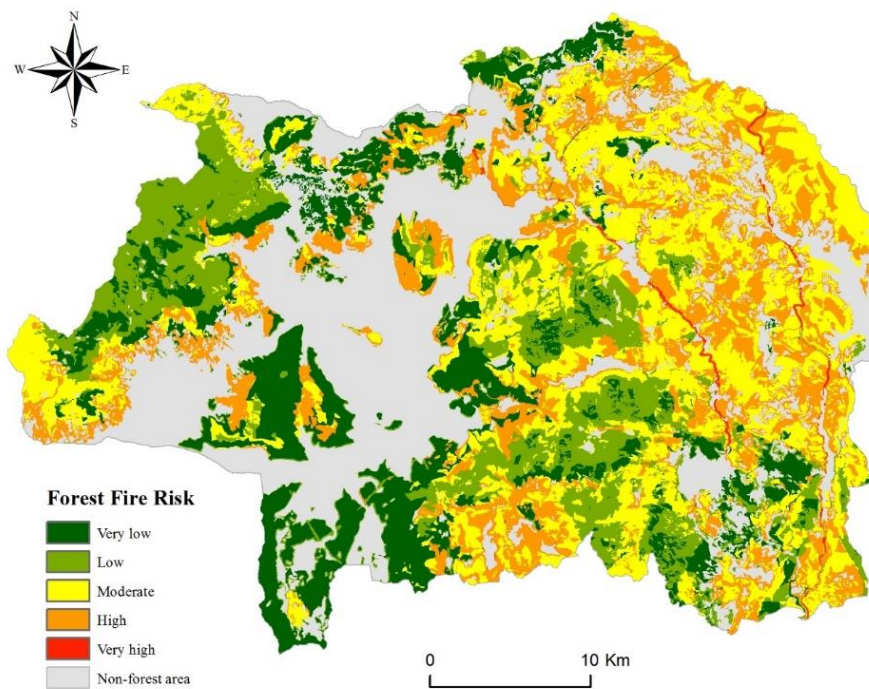 N
W E
S
Forest Fire Risk
Very low
Low
Moderate
High
Very high
Non-forest area
0 10 Km